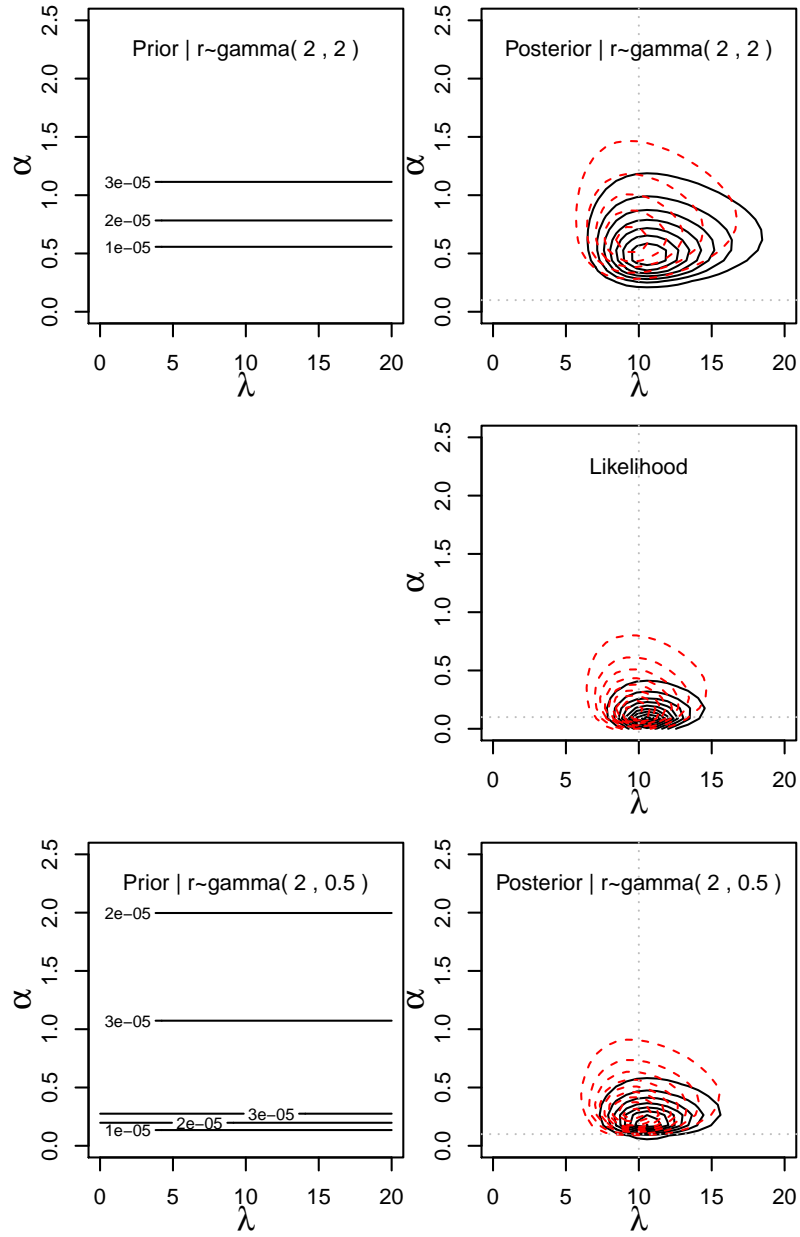 Prior | r~gamma( 2 , 2 )
α
2.5
2.0
1.5
1.0
0.5
0.0
3e−05
2e−05
1e−05
0 5 10 15 20
λ
Posterior | r~gamma( 2 , 2 )
α
2.5
2.0
1.5
1.0
0.5
0.0
0 5 10 15 20
λ
Likelihood
α
2.5
2.0
1.5
1.0
0.5
0.0
0 5 10 15 20
λ
Prior | r~gamma( 2 , 0.5 )
α
2.5
2.0
1.5
1.0
0.5
0.0
2e−05
3e−05
3e−05
2e−05
1e−05
0 5 10 15 20
λ
Posterior | r~gamma( 2 , 0.5 )
α
2.5
2.0
1.5
1.0
0.5
0.0
0 5 10 15 20
λ